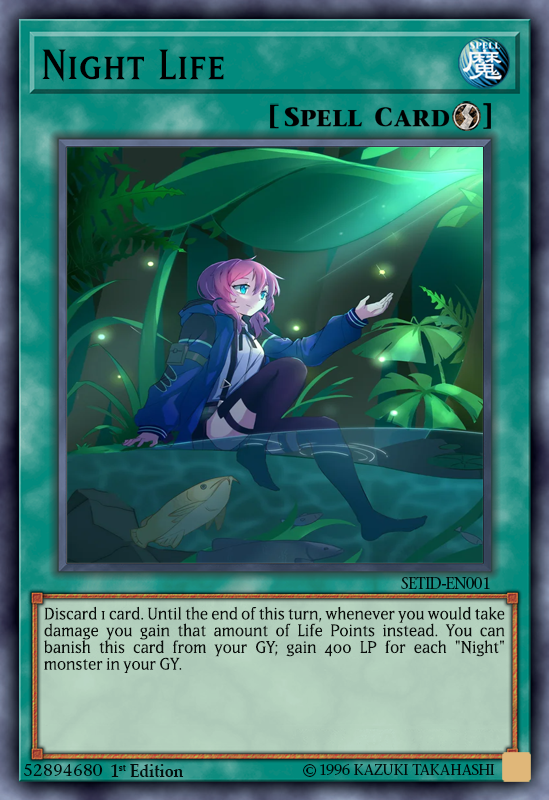 Night Life
SPELL
魔
[Spell Card]
SETID-EN001
Discard 1 card. Until the end of this turn, whenever you would take
damage you gain that amount of Life Points instead. You can
banish this card from your GY; gain 400 LP for each "Night"
monster in your GY.
52894680 1st Edition © 1996 KAZUKI TAKAHASHI